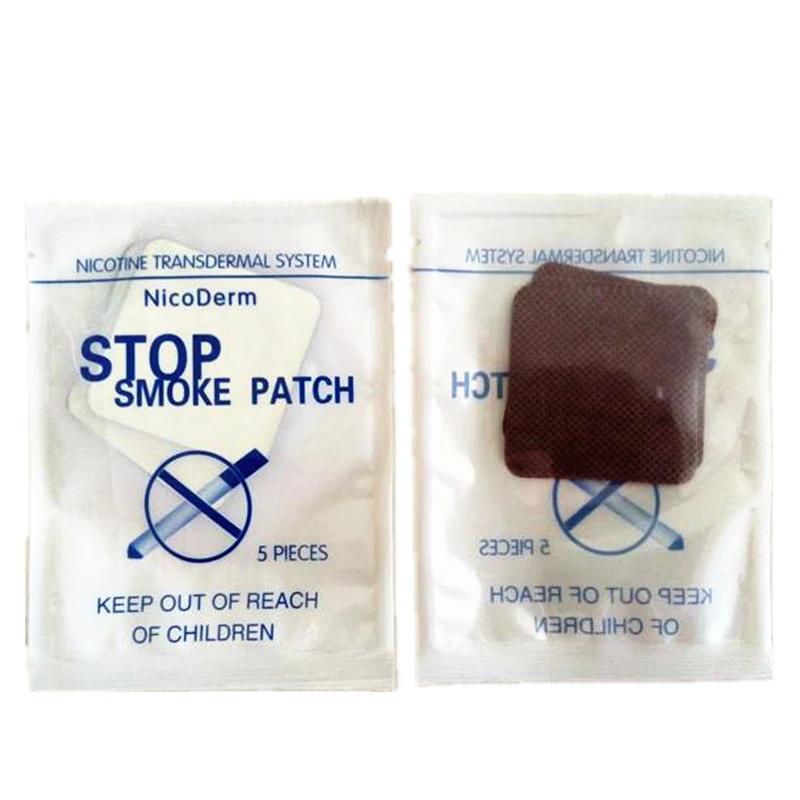 NICOTINE TRANSDERMAL SYSTEM
NicoDerm
STOP
SMOKE PATCH
5 PIECES
KEEP OUT OF REACH
OF CHILDREN
NICOTINE TRANSDERMAL SYSTEM
TCH
5 PIECES
KEEP OUT OF REACH
OF CHILDREN